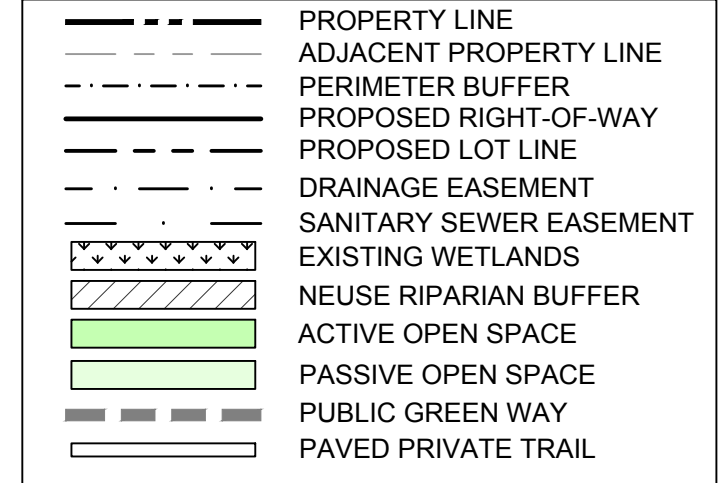 PROPERTY LINE
ADJACENT PROPERTY LINE
PERIMETER BUFFER
PROPOSED RIGHT-OF-WAY
PROPOSED LOT LINE
DRAINAGE EASEMENT
SANITARY SEWER EASEMENT
EXISTING WETLANDS
NEUSE RIPARIAN BUFFER
ACTIVE OPEN SPACE
PASSIVE OPEN SPACE
PUBLIC GREEN WAY
PAVED PRIVATE TRAIL